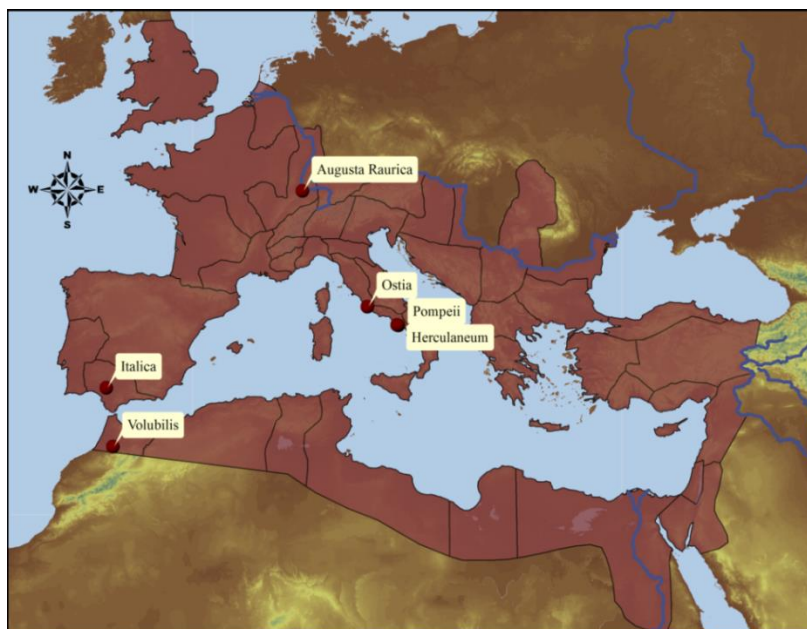 N
W E
S
Augusta Raurica
Ostia
Pompeii
Herculaneum
Italica
Volubilis